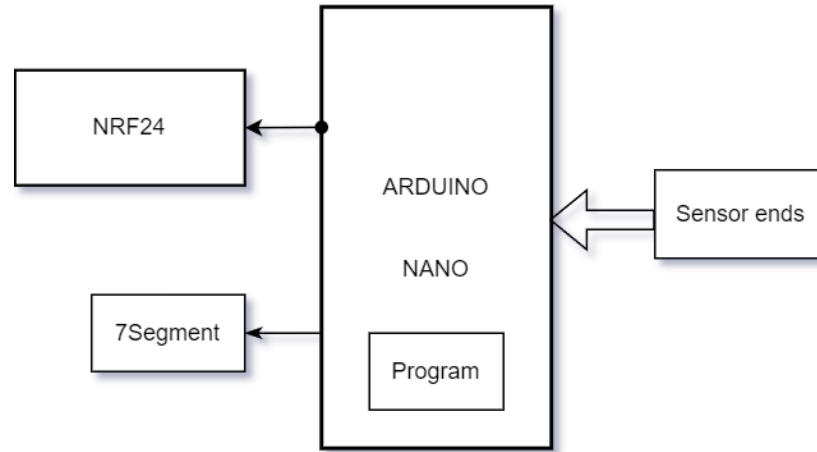 NRF24
ARDUINO
NANO
Sensor ends
7Segment
Program